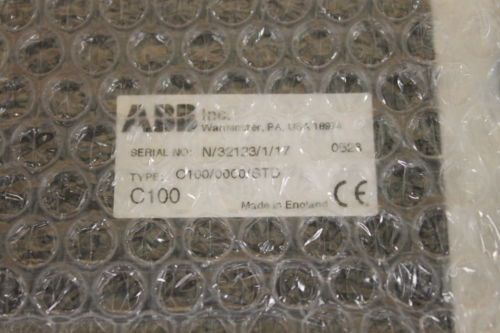 ABB Inc.
Warminster, PA, USA 18974
SERIAL NO: N/32123/1/17 0323
TYPE: C100/0000/STD
C100 Made in England CE